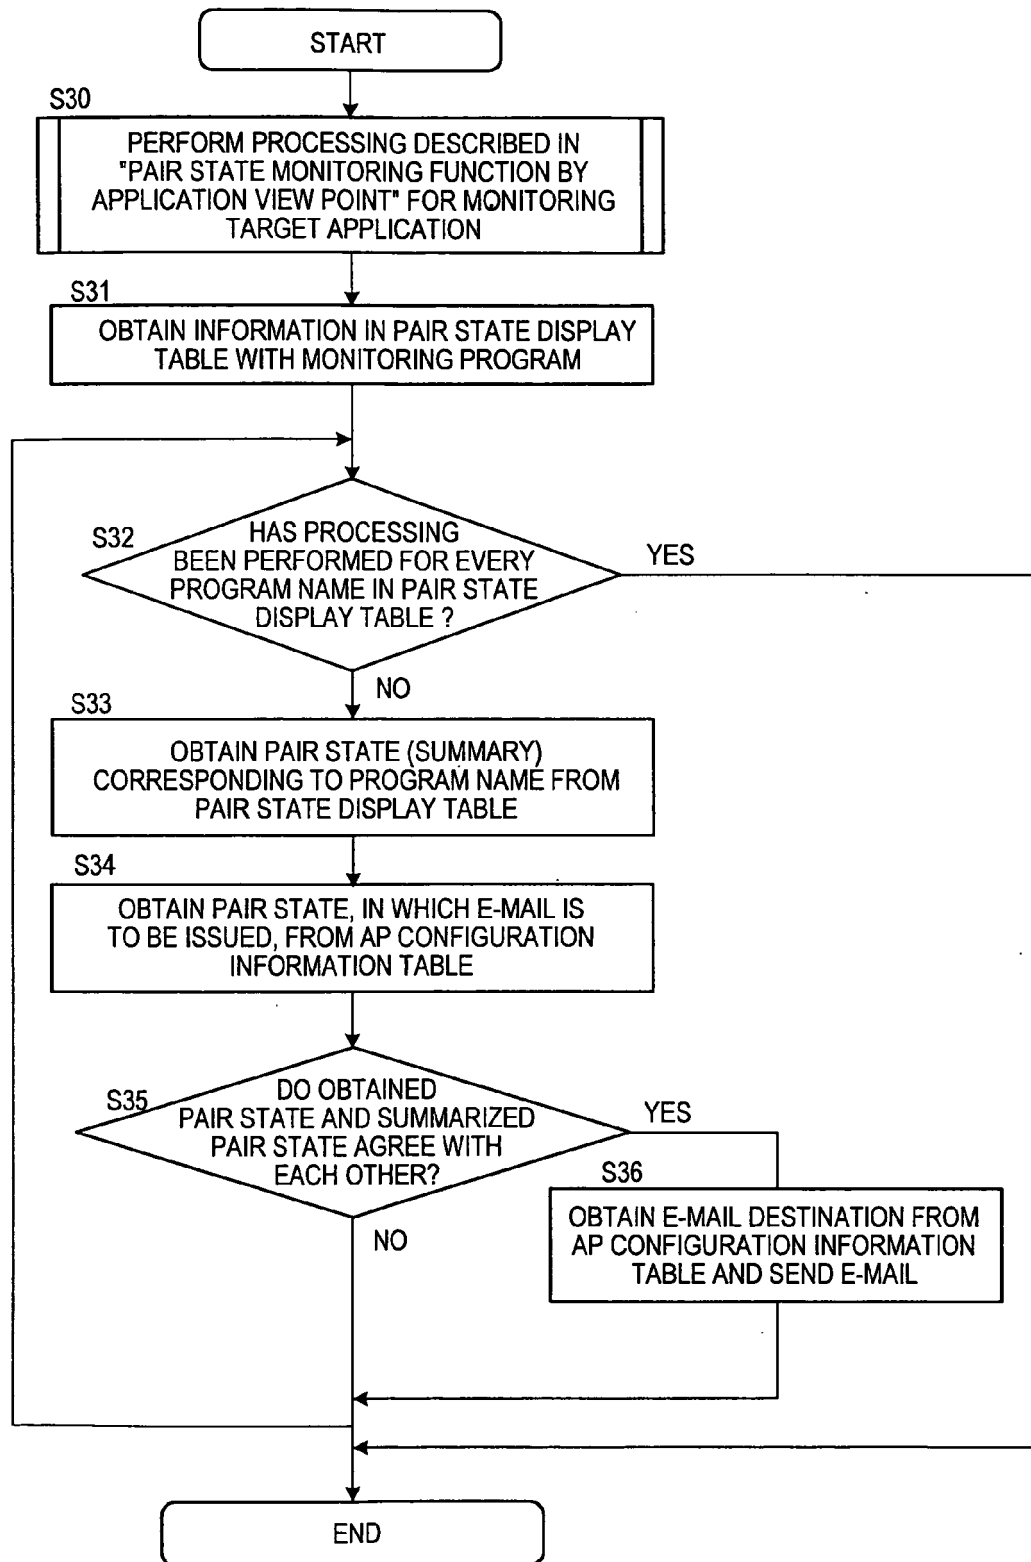 START
S30
PERFORM PROCESSING DESCRIBED IN
"PAIR STATE MONITORING FUNCTION BY
APPLICATION VIEW POINT" FOR MONITORING
TARGET APPLICATION
S31
OBTAIN INFORMATION IN PAIR STATE DISPLAY
TABLE WITH MONITORING PROGRAM
S32
HAS PROCESSING
BEEN PERFORMED FOR EVERY
PROGRAM NAME IN PAIR STATE
DISPLAY TABLE ?
YES
NO
S33
OBTAIN PAIR STATE (SUMMARY)
CORRESPONDING TO PROGRAM NAME FROM
PAIR STATE DISPLAY TABLE
S34
OBTAIN PAIR STATE, IN WHICH E-MAIL IS
TO BE ISSUED, FROM AP CONFIGURATION
INFORMATION TABLE
S35
DO OBTAINED
PAIR STATE AND SUMMARIZED
PAIR STATE AGREE WITH
EACH OTHER?
YES
NO
S36
OBTAIN E-MAIL DESTINATION FROM
AP CONFIGURATION INFORMATION
TABLE AND SEND E-MAIL
END